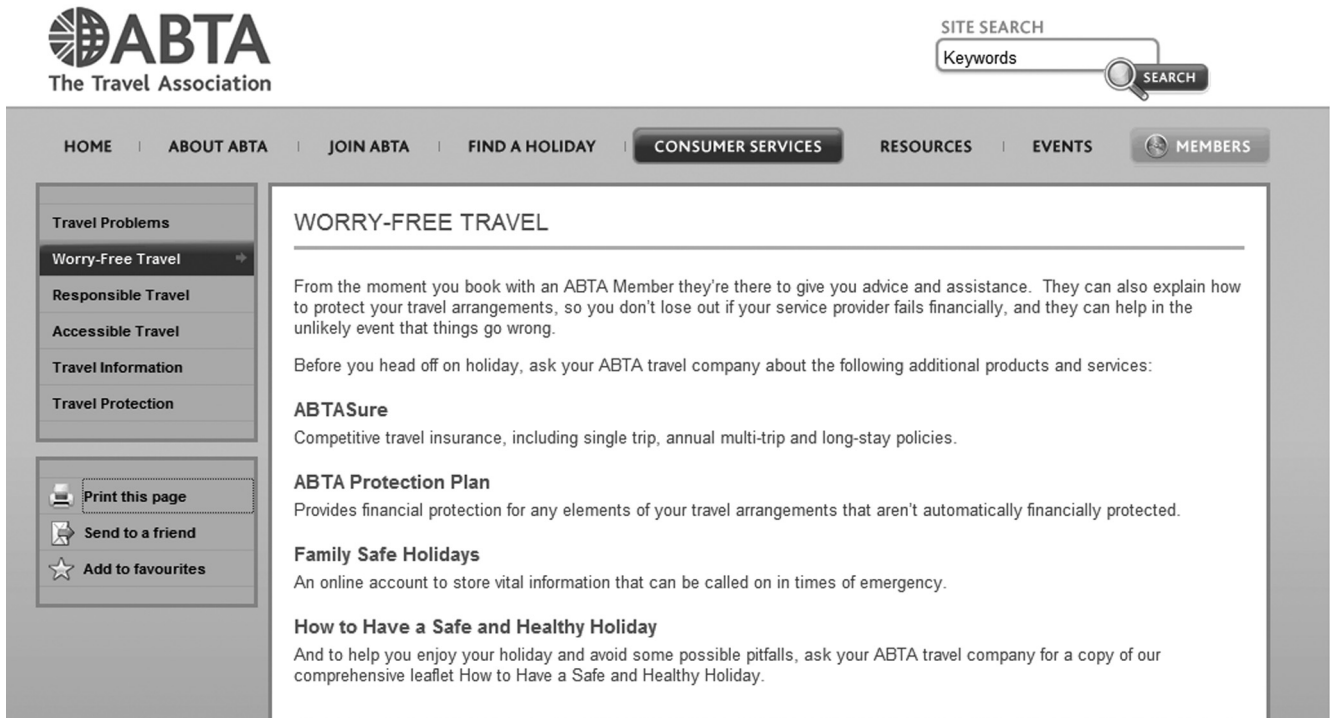 ABTA
The Travel Association
SITE SEARCH
Keywords
SEARCH
HOME
ABOUT ABTA
JOIN ABTA
FIND A HOLIDAY
CONSUMER SERVICES
RESOURCES
EVENTS
MEMBERS
Travel Problems
Worry-Free Travel
Responsible Travel
Accessible Travel
Travel Information
Travel Protection
Print this page
Send to a friend
Add to favourites
WORRY-FREE TRAVEL
From the moment you book with an ABTA Member they're there to give you advice and assistance. They can also explain how
to protect your travel arrangements, so you don't lose out if your service provider fails financially, and they can help in the
unlikely event that things go wrong.
Before you head off on holiday, ask your ABTA travel company about the following additional products and services:
ABTASure
Competitive travel insurance, including single trip, annual multi-trip and long-stay policies.
ABTA Protection Plan
Provides financial protection for any elements of your travel arrangements that aren't automatically financially protected.
Family Safe Holidays
An online account to store vital information that can be called on in times of emergency.
How to Have a Safe and Healthy Holiday
And to help you enjoy your holiday and avoid some possible pitfalls, ask your ABTA travel company for a copy of our
comprehensive leaflet How to Have a Safe and Healthy Holiday.